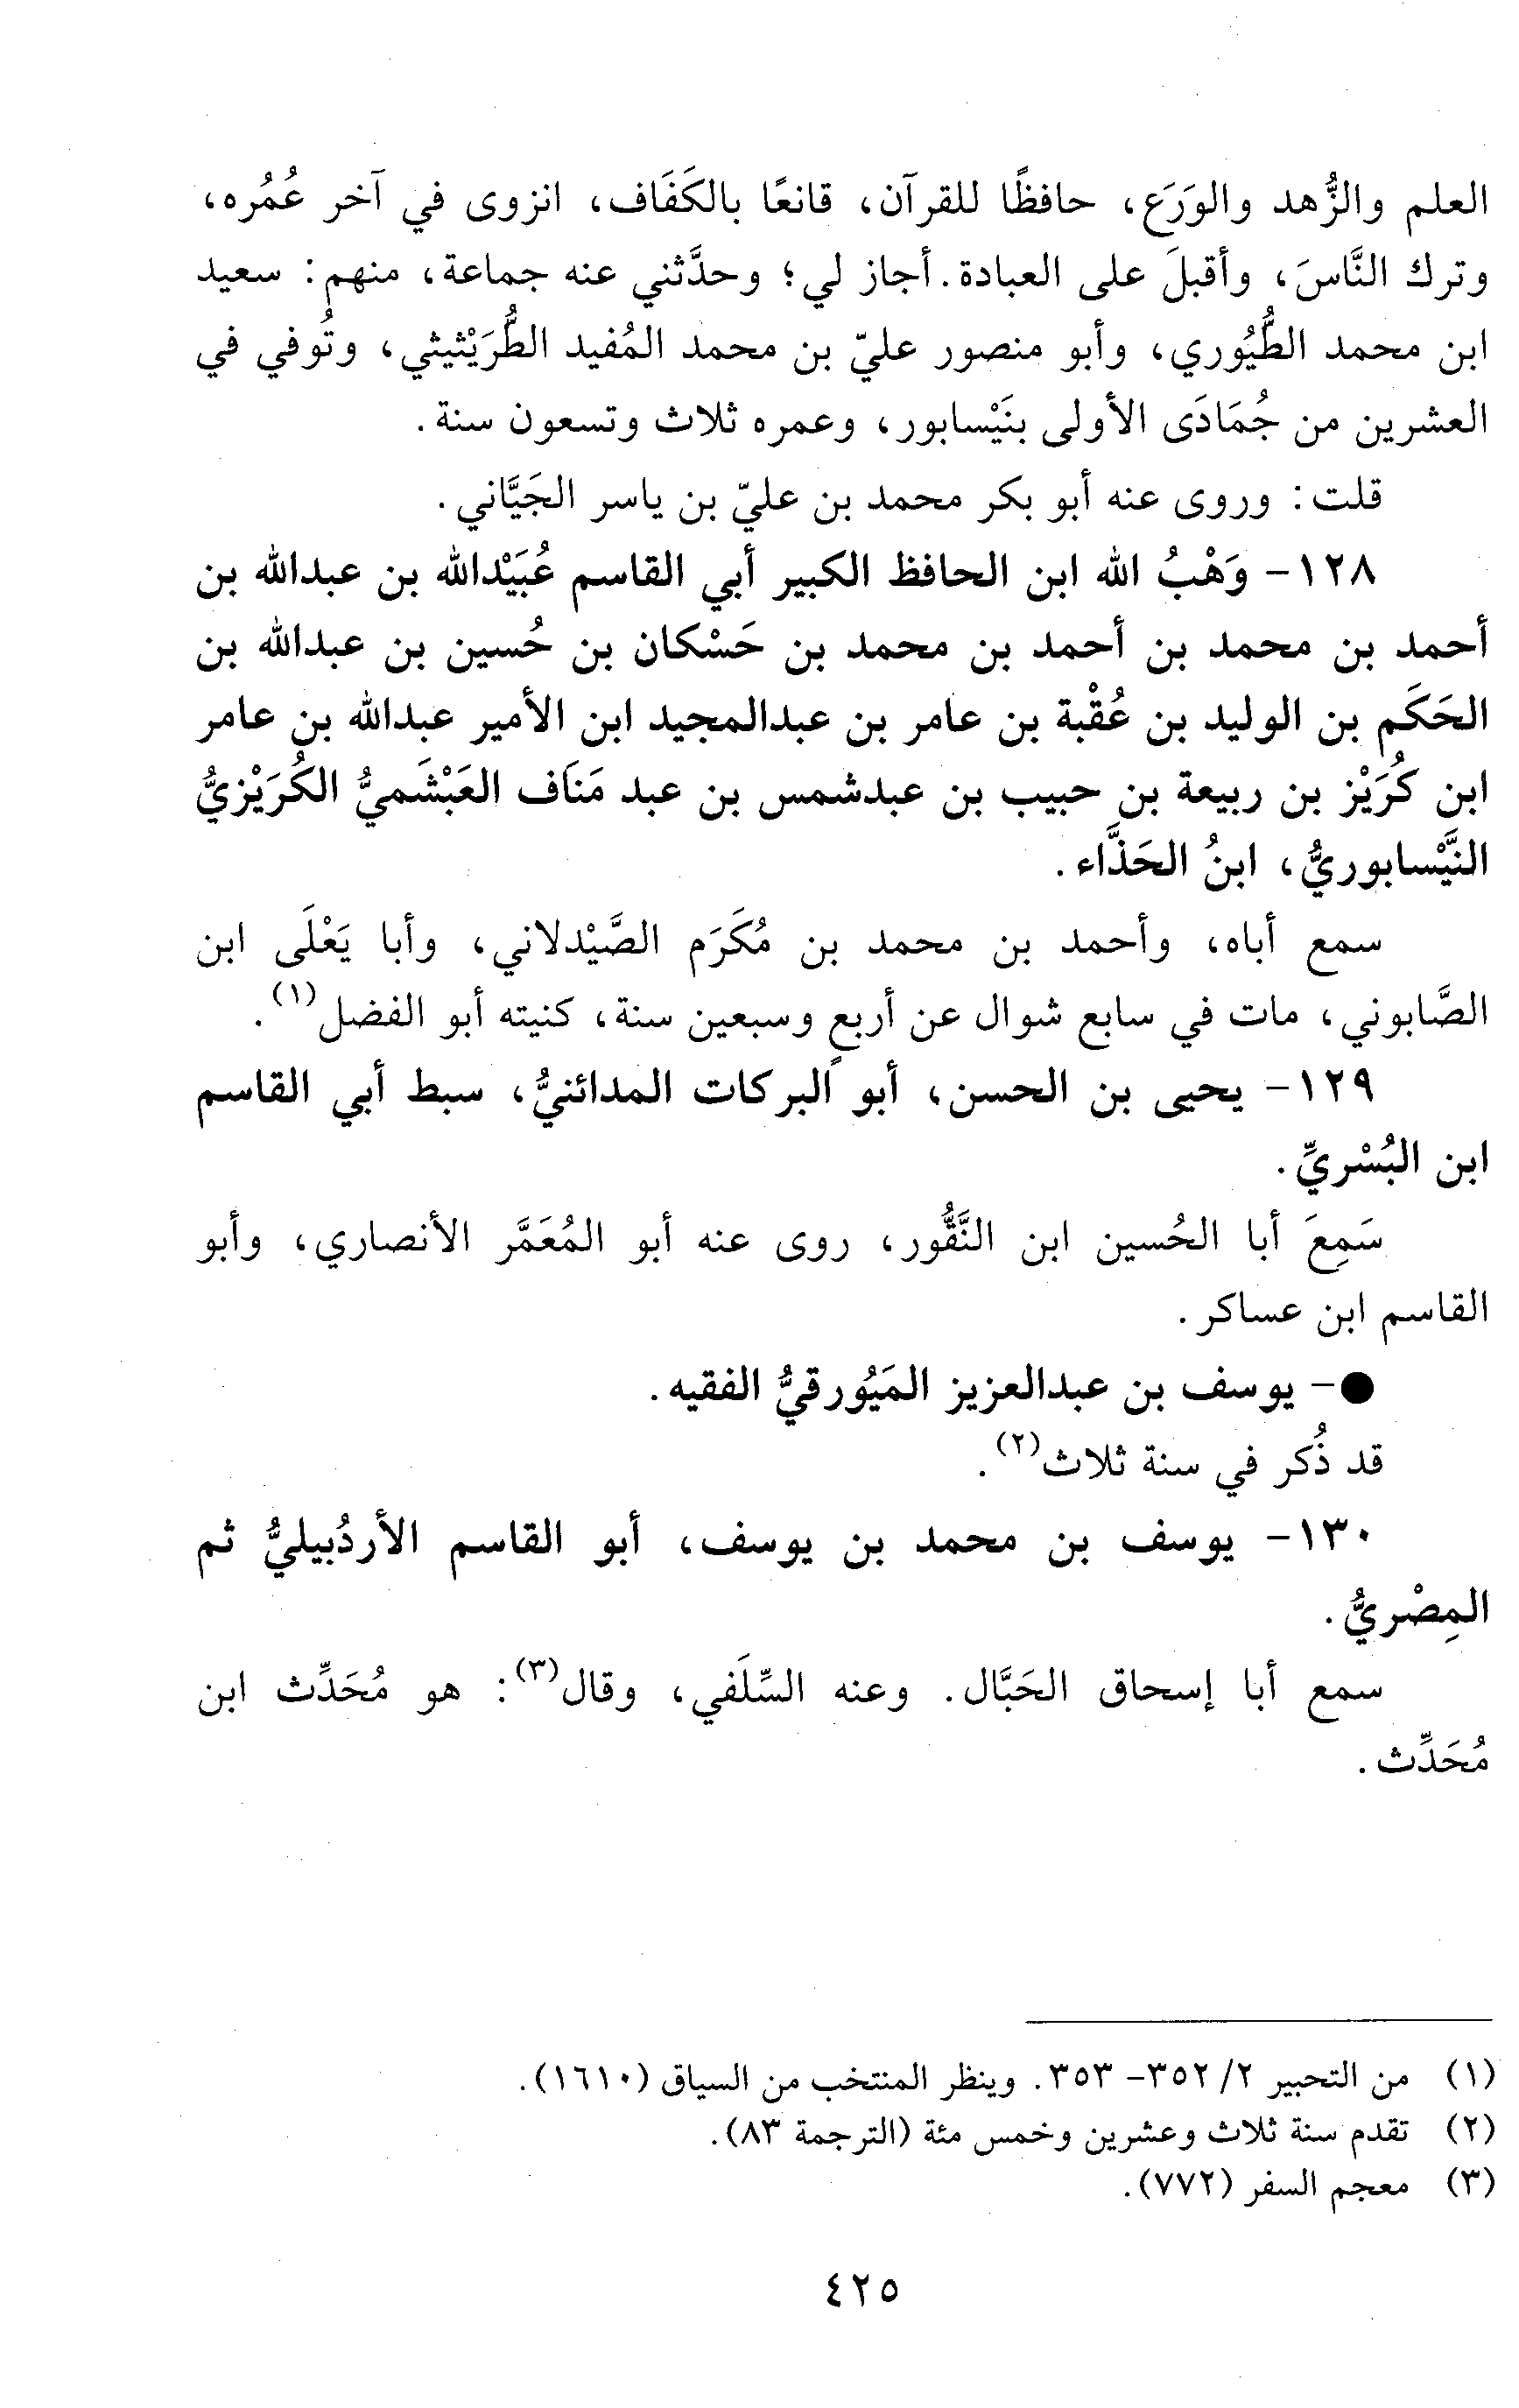 العلم والزُّهد والوَرَع، حافظًا للقرآن، قانعًا بالكَفَاف، انزوى في آخر عُمُره،
وترك النَّاسَ، وأقبلَ على العبادة. أجاز لي؛ وحدَّثني عنه جماعة، منهم: سعيد
ابن محمد الطُّيُوري، وأبو منصور عليّ بن محمد المُفيد الطُّرَيْثيثي، وتُوفي في
العشرين من جُمَادَى الأولى بنَيْسابور، وعمره ثلاث وتسعون سنة.
قلت: وروى عنه أبو بكر محمد بن عليّ بن ياسر الجَيَّاني.
١٢٨- وَهْبُ الله ابن الحافظ الكبير أبي القاسم عُبَيْدالله بن عبدالله بن
أحمد بن محمد بن أحمد بن محمد بن حَسْكان بن حُسين بن عبدالله بن
الحَكَم بن الوليد بن عُقْبة بن عامر بن عبدالمجيد ابن الأمير عبدالله بن عامر
ابن كُرَيْز بن ربيعة بن حبيب بن عبدشمس بن عبد مَنَاف العَبْشَميُّ الكُرَيْزيُّ
النَّيْسابوريُّ، ابنُ الحَذَّاء.
سمع أباه، وأحمد بن محمد بن مُكَرَم الصَّيْدلاني، وأبا يَعْلَى ابن
الصَّابوني، مات في سابع شوال عن أربعٍ وسبعين سنة، كنيته أبو الفضل(١).
١٢٩- يحيى بن الحسن، أبو البركات المدائنيُّ، سبط أبي القاسم
ابن البُسْريِّ.
سَمِعَ أبا الحُسين ابن النَّقُّور، روى عنه أبو المُعَمَّر الأنصاري، وأبو
القاسم ابن عساكر.
●- يوسف بن عبدالعزيز المَيُورقيُّ الفقيه.
قد ذُكر في سنة ثلاث(٢).
١٣٠- يوسف بن محمد بن يوسف، أبو القاسم الأردُبيليُّ ثم
المِصْريُّ.
سمع أبا إسحاق الحَبَّال. وعنه السِّلَفي، وقال(٣): هو مُحَدِّث ابن
مُحَدِّث.
(١) من التحبير ٢/ ٣٥٢- ٣٥٣. وينظر المنتخب من السياق (١٦١٠).
(٢) تقدم سنة ثلاث وعشرين وخمس مئة (الترجمة ٨٣).
(٣) معجم السفر (٧٧٢).
٤٢٥